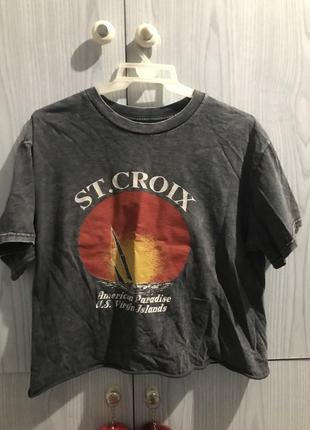 ST. CROIX
American Paradise
U.S. Virgin Islands